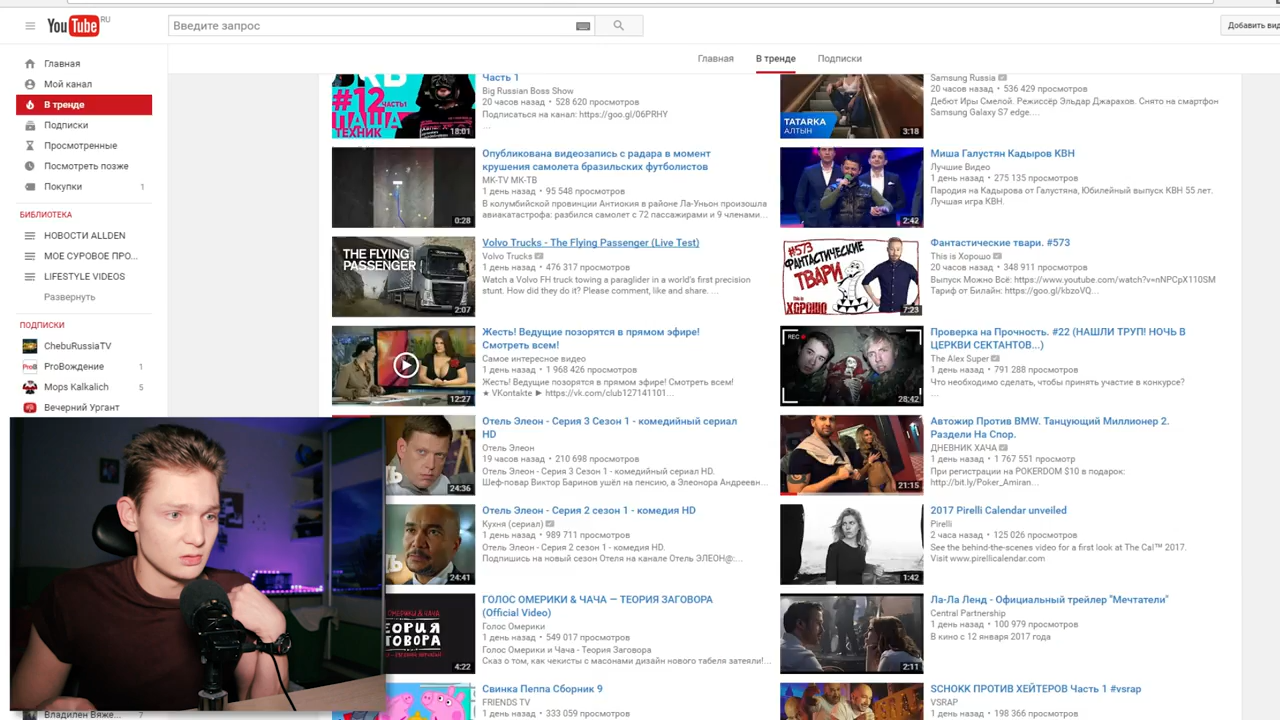 YouTube RU
Введите запрос
Добавить вид
Главная
В тренде
Подписки
Главная
Мой канал
В тренде
Подписки
Просмотренные
Посмотреть позже
Покупки 1
БИБЛИОТЕКА
НОВОСТИ ALLDEN
МОЕ СУРОВОЕ ПРО...
LIFESTYLE VIDEOS
Развернуть
ПОДПИСКИ
ChebuRussiaTV
ProВождение 1
Mops Kalkalich 5
Вечерний Ургант
Владилен Вяже... 7
#12
ЧАСТЬ 1
НАША
ТЕХНИК
18:01
Часть 1
Big Russian Boss Show
20 часов назад • 528 620 просмотров
Подписаться на канал: https://goo.gl/06PRHY
...
0:28
Опубликована видеозапись с радара в момент
крушения самолета бразильских футболистов
MK-TV МК-ТВ
1 день назад • 95 548 просмотров
В колумбийской провинции Антиокия в районе Ла-Уньон произошла
авиакатастрофа: разбился самолет с 72 пассажирами и 9 членами...
THE FLYING
PASSENGER
2:07
Volvo Trucks - The Flying Passenger (Live Test)
Volvo Trucks
1 день назад • 476 317 просмотров
Watch a Volvo FH truck towing a paraglider in a world's first precision
stunt. How did they do it? Please comment, like and share. ...
12:27
Жесть! Ведущие позорятся в прямом эфире!
Смотреть всем!
Самое интересное видео
1 день назад • 1 968 426 просмотров
Жесть! Ведущие позорятся в прямом эфире! Смотреть всем!
★ VKontakte ► https://vk.com/club127141101...
24:36
Отель Элеон - Серия 3 Сезон 1 - комедийный сериал
HD
Отель Элеон
19 часов назад • 210 698 просмотров
Отель Элеон - Серия 3 Сезон 1 - комедийный сериал HD.
Шеф-повар Виктор Баринов ушёл на пенсию, а Элеонора Андреевн...
24:41
Отель Элеон - Серия 2 сезон 1 - комедия HD
Кухня (сериал)
1 день назад • 989 711 просмотров
Отель Элеон - Серия 2 сезон 1 - комедия HD.
Подпишись на новый сезон Отеля на канале Отель ЭЛЕОН@:...
4:22
ГОЛОС ОМЕРИКИ & ЧАЧА — ТЕОРИЯ ЗАГОВОРА
(Official Video)
Голос Омерики
1 день назад • 549 017 просмотров
Голос Омерики и Чача - Теория Заговора
Сказ о том, как чекисты с масонами дизайн нового табеля затеяли!...
Свинка Пеппа Сборник 9
FRIENDS TV
1 день назад • 333 059 просмотров
TATARKA
АЛТЫН
3:18
Samsung Russia
20 часов назад • 536 429 просмотров
Дебют Иры Смелой. Режиссёр Эльдар Джарахов. Снято на смартфон
Samsung Galaxy S7 edge....
2:42
Миша Галустян Кадыров КВН
Лучшие Видео
1 день назад • 275 135 просмотров
Пародия на Кадырова от Галустяна, Юбилейный выпуск КВН 55 лет.
Лучшая игра КВН.
#573
ФАНТАСТИЧЕСКИЕ
ТВАРИ
This is
ХОРОШО
7:23
Фантастические твари. #573
This is Хорошо
20 часов назад • 348 911 просмотров
Выпуск Можно Всё: https://www.youtube.com/watch?v=nNPCpX110SM
Тариф от Билайн: https://goo.gl/kbzoVQ...
REC
28:42
Проверка на Прочность. #22 (НАШЛИ ТРУП! НОЧЬ В
ЦЕРКВИ СЕКТАНТОВ...)
The Alex Super
1 день назад • 791 288 просмотров
Что необходимо сделать, чтобы принять участие в конкурсе?
...
21:15
Автожир Против BMW. Танцующий Миллионер 2.
Раздели На Спор.
ДНЕВНИК ХАЧА
1 день назад • 1 767 551 просмотр
При регистрации на POKERDOM $10 в подарок:
http://bit.ly/Poker_Amiran...
1:42
2017 Pirelli Calendar unveiled
Pirelli
2 часа назад • 125 026 просмотров
See the behind-the-scenes video for a first look at The Cal™ 2017.
Visit www.pirellicalendar.com
2:11
Ла-Ла Ленд - Официальный трейлер "Мечтатели"
Central Partnership
1 день назад • 100 979 просмотров
В кино с 12 января 2017 года
SCHOKK ПРОТИВ ХЕЙТЕРОВ Часть 1 #vsrap
VSRAP
1 день назад • 198 366 просмотров